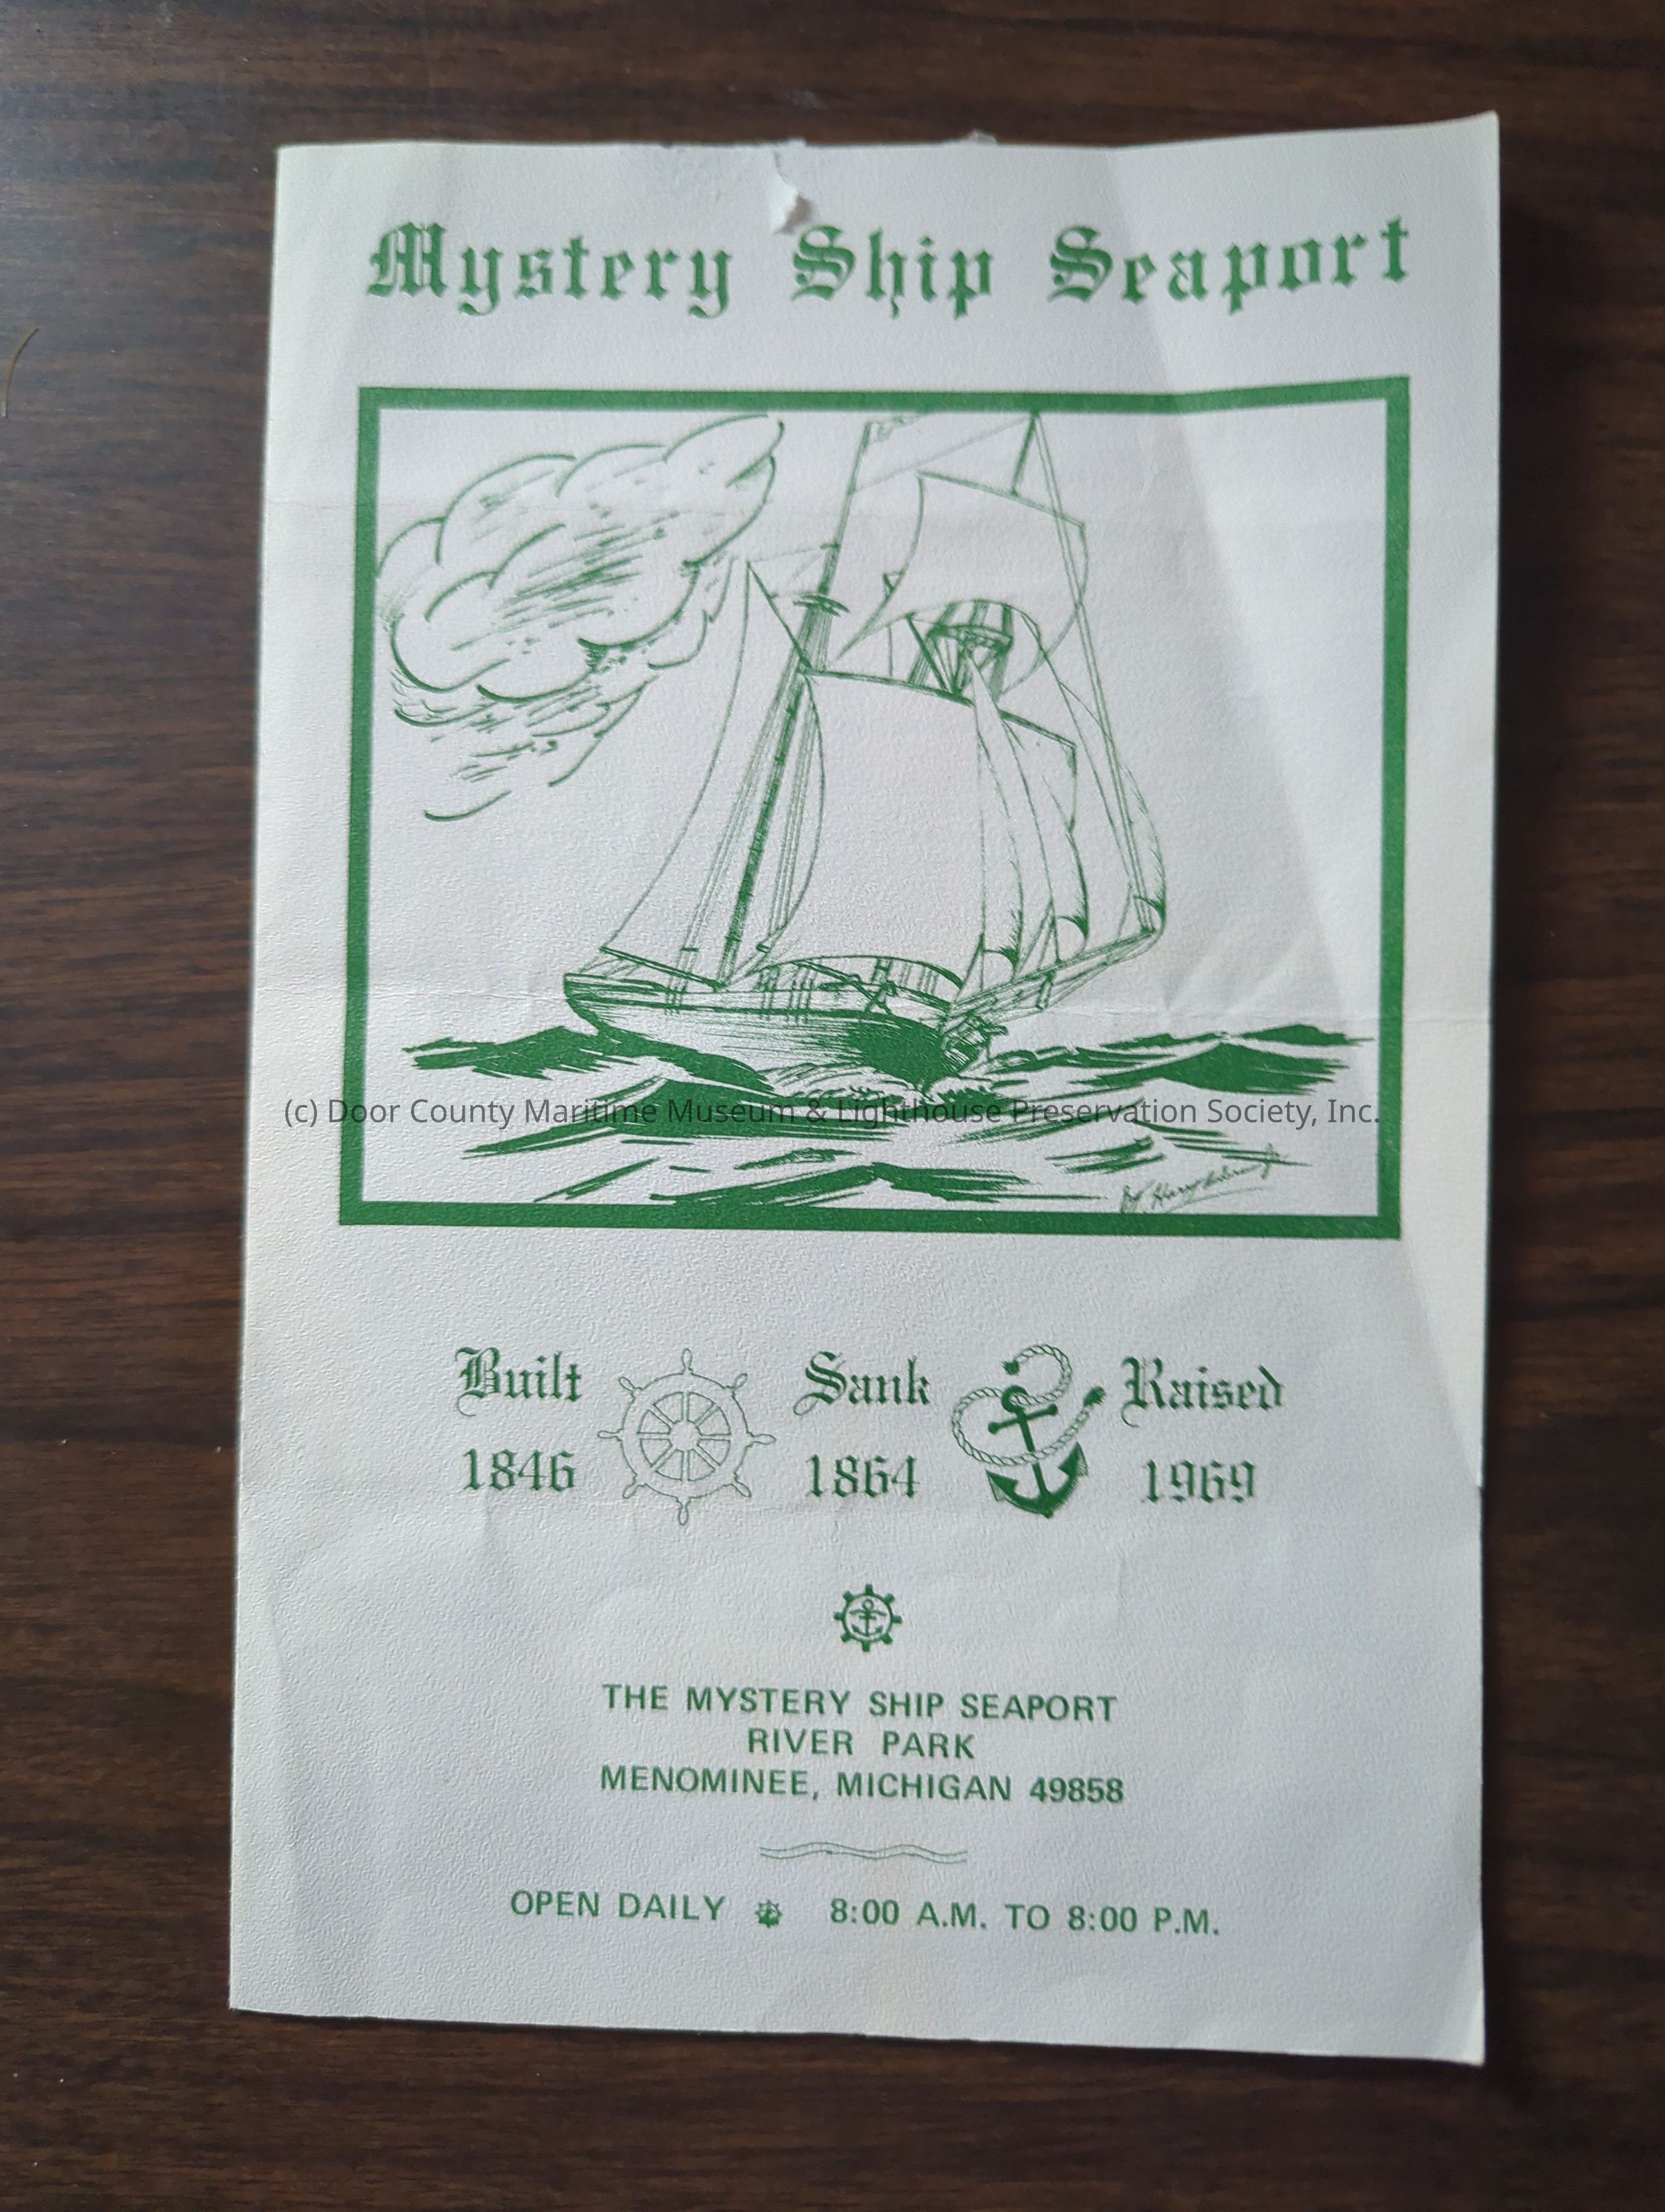 Mystery Ship Seaport
(c) Door County Maritime Museum & Lighthouse Preservation Society, Inc.
Built Sank Raised
1846 1864 1969
THE MYSTERY SHIP SEAPORT
RIVER PARK
MENOMINEE, MICHIGAN 49858
OPEN DAILY 8:00 A.M. TO 8:00 P.M.